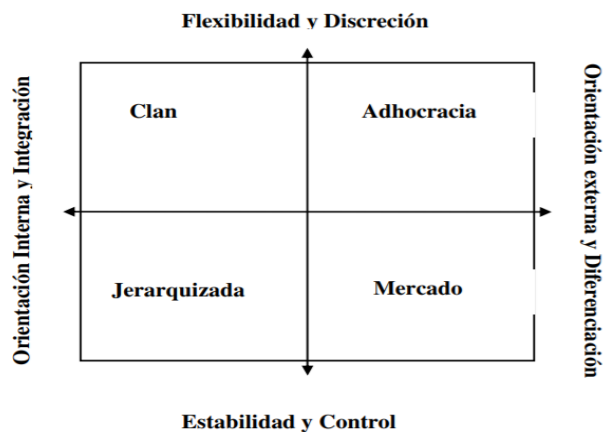 Flexibilidad y Discreción
Orientación Interna y Integración
Clan
Adhocracia
Orientación externa y Diferenciación
Jerarquizada
Mercado
Estabilidad y Control